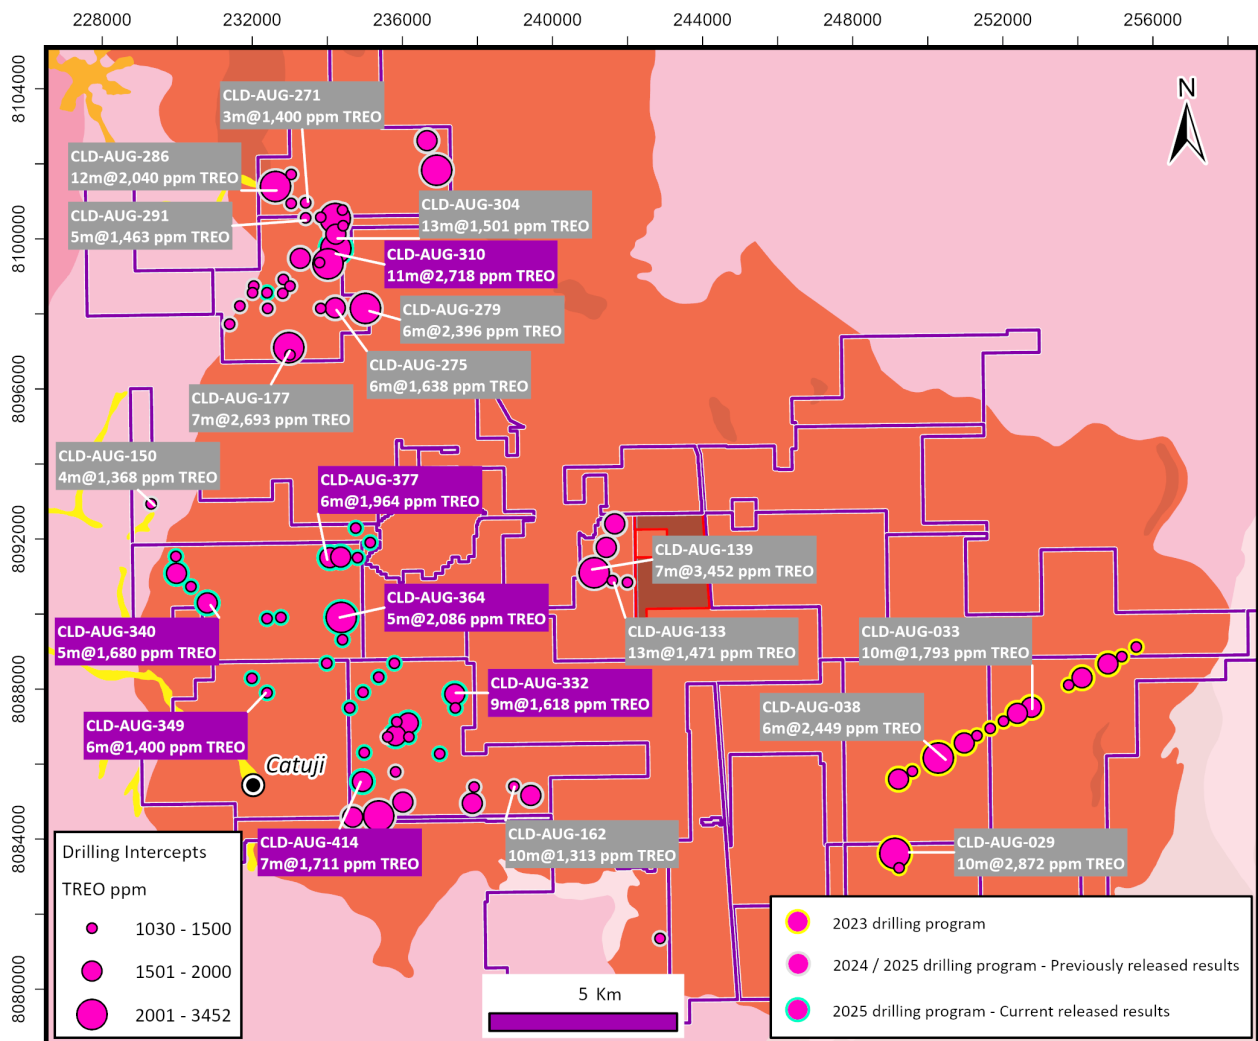 228000
232000
236000
240000
244000
248000
252000
256000
8104000
8100000
8096000
8092000
8088000
8084000
8080000
N
CLD-AUG-271
3m@1,400 ppm TREO
CLD-AUG-286
12m@2,040 ppm TREO
CLD-AUG-291
5m@1,463 ppm TREO
CLD-AUG-304
13m@1,501 ppm TREO
CLD-AUG-310
11m@2,718 ppm TREO
CLD-AUG-279
6m@2,396 ppm TREO
CLD-AUG-275
6m@1,638 ppm TREO
CLD-AUG-177
7m@2,693 ppm TREO
CLD-AUG-150
4m@1,368 ppm TREO
CLD-AUG-377
6m@1,964 ppm TREO
CLD-AUG-139
7m@3,452 ppm TREO
CLD-AUG-364
5m@2,086 ppm TREO
CLD-AUG-340
5m@1,680 ppm TREO
CLD-AUG-133
13m@1,471 ppm TREO
CLD-AUG-033
10m@1,793 ppm TREO
CLD-AUG-332
9m@1,618 ppm TREO
CLD-AUG-038
6m@2,449 ppm TREO
CLD-AUG-349
6m@1,400 ppm TREO
Catuji
CLD-AUG-414
7m@1,711 ppm TREO
CLD-AUG-162
10m@1,313 ppm TREO
CLD-AUG-029
10m@2,872 ppm TREO
Drilling Intercepts
TREO ppm
1030 - 1500
1501 - 2000
2001 - 3452
5 Km
2023 drilling program
2024 / 2025 drilling program - Previously released results
2025 drilling program - Current released results